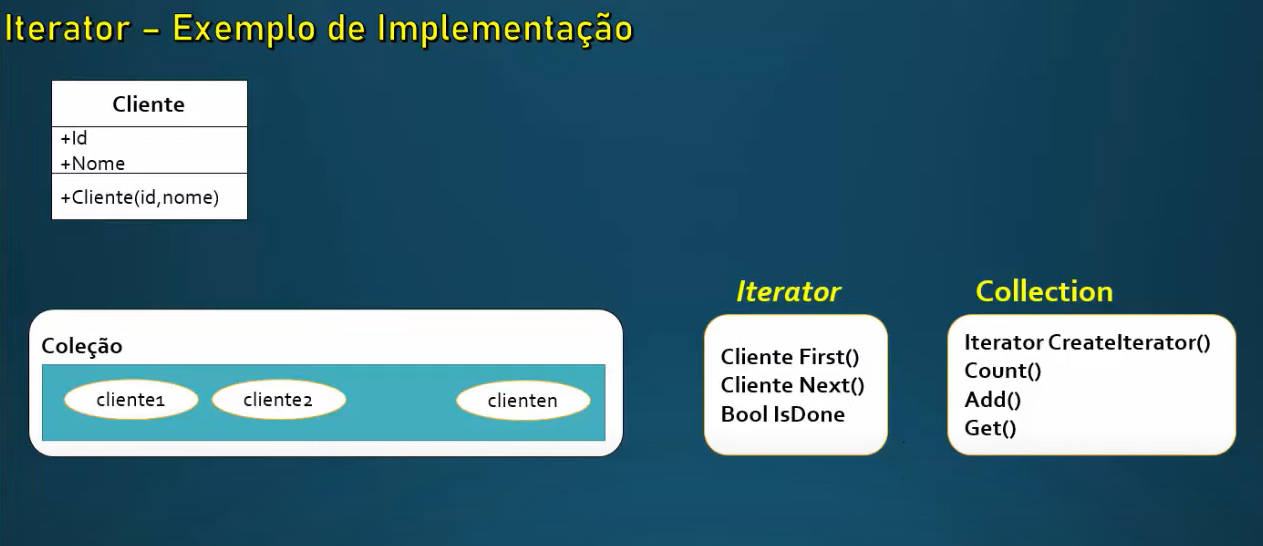 Iterator – Exemplo de Implementação
Cliente
+Id
+Nome
+Cliente(id,nome)
Coleção
cliente1
cliente2
clienten
Iterator
Cliente First()
Cliente Next()
Bool IsDone
Collection
Iterator CreateIterator()
Count()
Add()
Get()